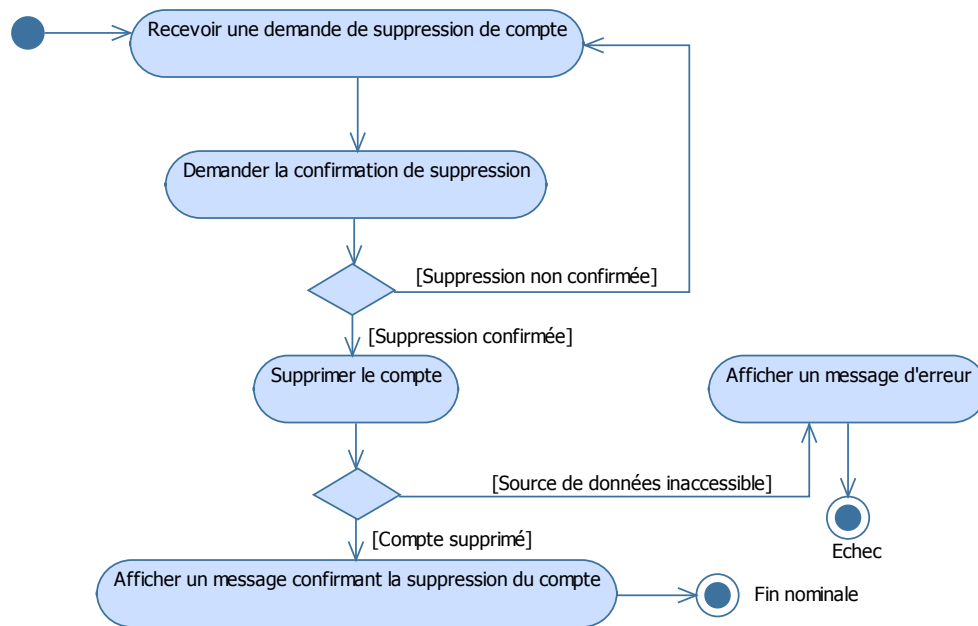 Recevoir une demande de suppression de compte
Demander la confirmation de suppression
[Suppression non confirmée]
[Suppression confirmée]
Supprimer le compte
Afficher un message d'erreur
[Source de données inaccessible]
[Compte supprimé]
Echec
Afficher un message confirmant la suppression du compte
Fin nominale